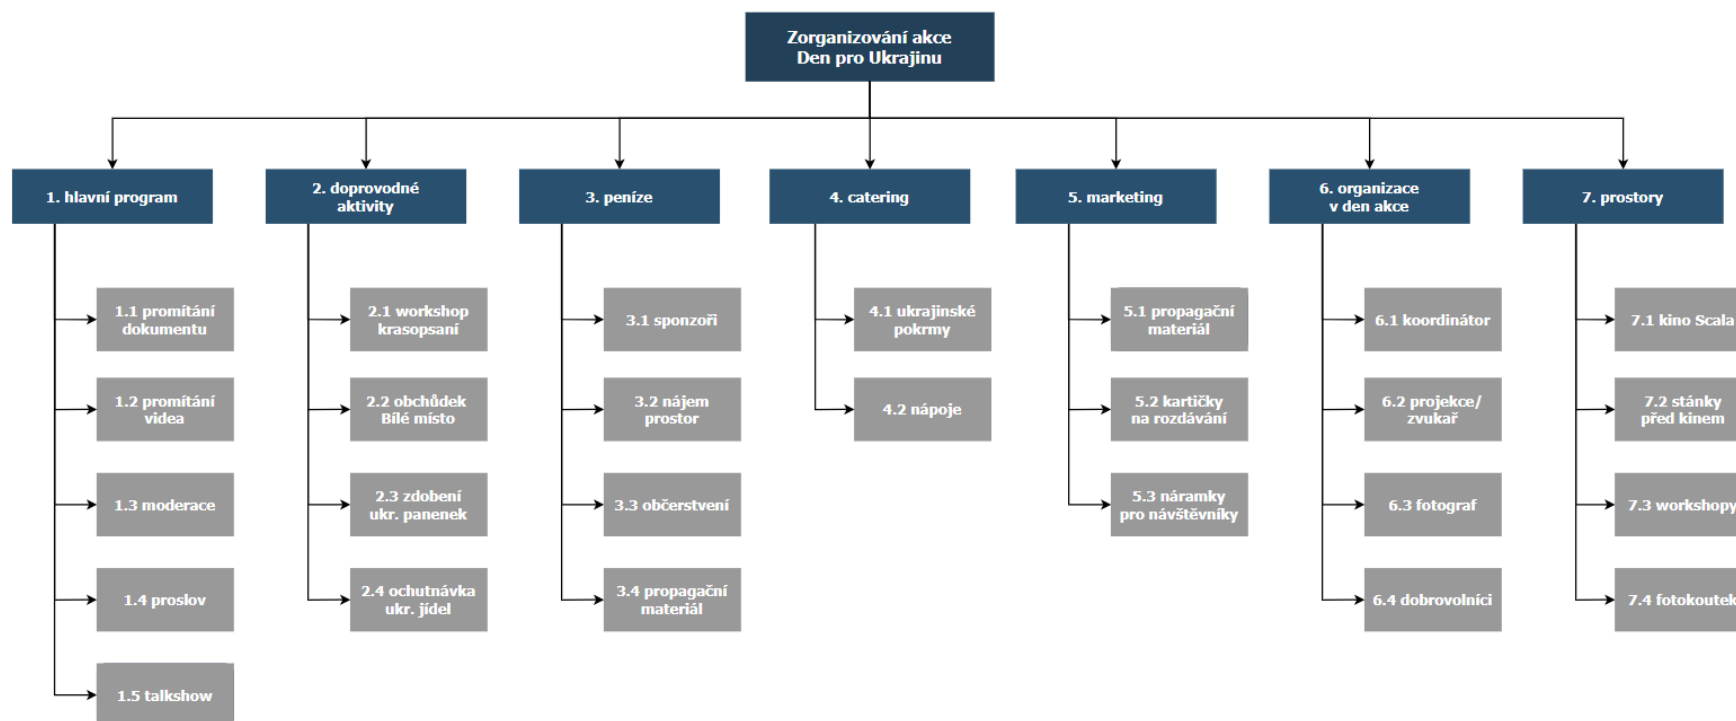 Zorganizování akce
Den pro Ukrajinu
1. hlavní program
2. doprovodné
aktivity
3. peníze
4. catering
5. marketing
6. organizace
v den akce
7. prostory
1.1 promítání
dokumentu
1.2 promítání
videa
1.3 moderace
1.4 proslov
1.5 talkshow
2.1 workshop
krasopsaní
2.2 obchůdek
Bílé místo
2.3 zdobení
ukr. panenek
2.4 ochutnávka
ukr. jídel
3.1 sponzoři
3.2 nájem
prostor
3.3 občerstvení
3.4 propagační
materiál
4.1 ukrajinské
pokrmy
4.2 nápoje
5.1 propagační
materiál
5.2 kartičky
na rozdávání
5.3 náramky
pro návštěvníky
6.1 koordinátor
6.2 projekce/
zvukař
6.3 fotograf
6.4 dobrovolníci
7.1 kino Scala
7.2 stánky
před kinem
7.3 workshopy
7.4 fotokoutek